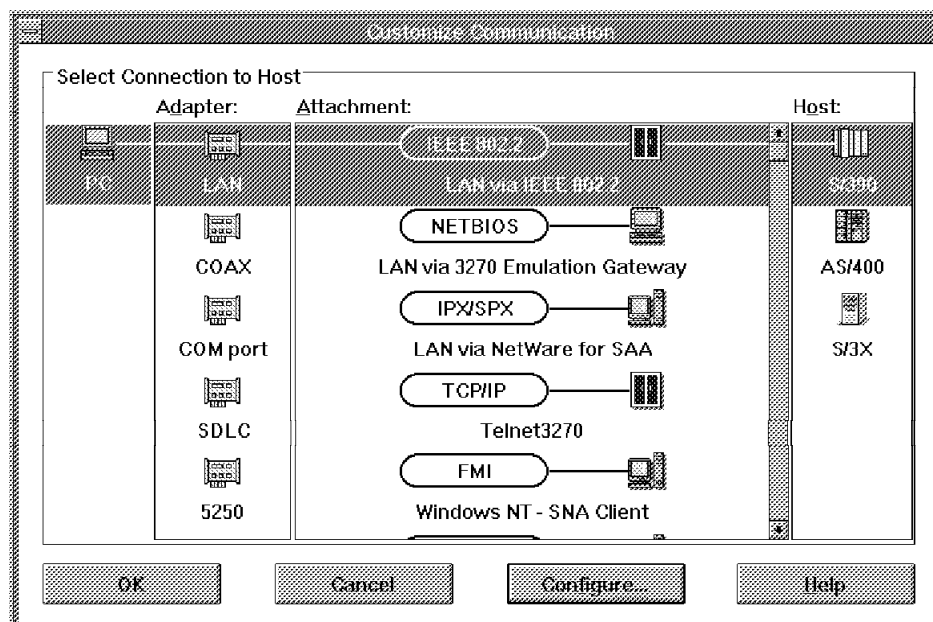 Customize Communication
Select Connection to Host
Adapter: Attachment: Host:
IEEE 802.2
PC LAN LAN via IEEE 802.2 S/390
NETBIOS
COAX LAN via 3270 Emulation Gateway AS/400
IPX/SPX
COM port LAN via NetWare for SAA S/3X
TCP/IP
SDLC Telnet3270
FMI
5250 Windows NT - SNA Client
OK Cancel Configure... Help